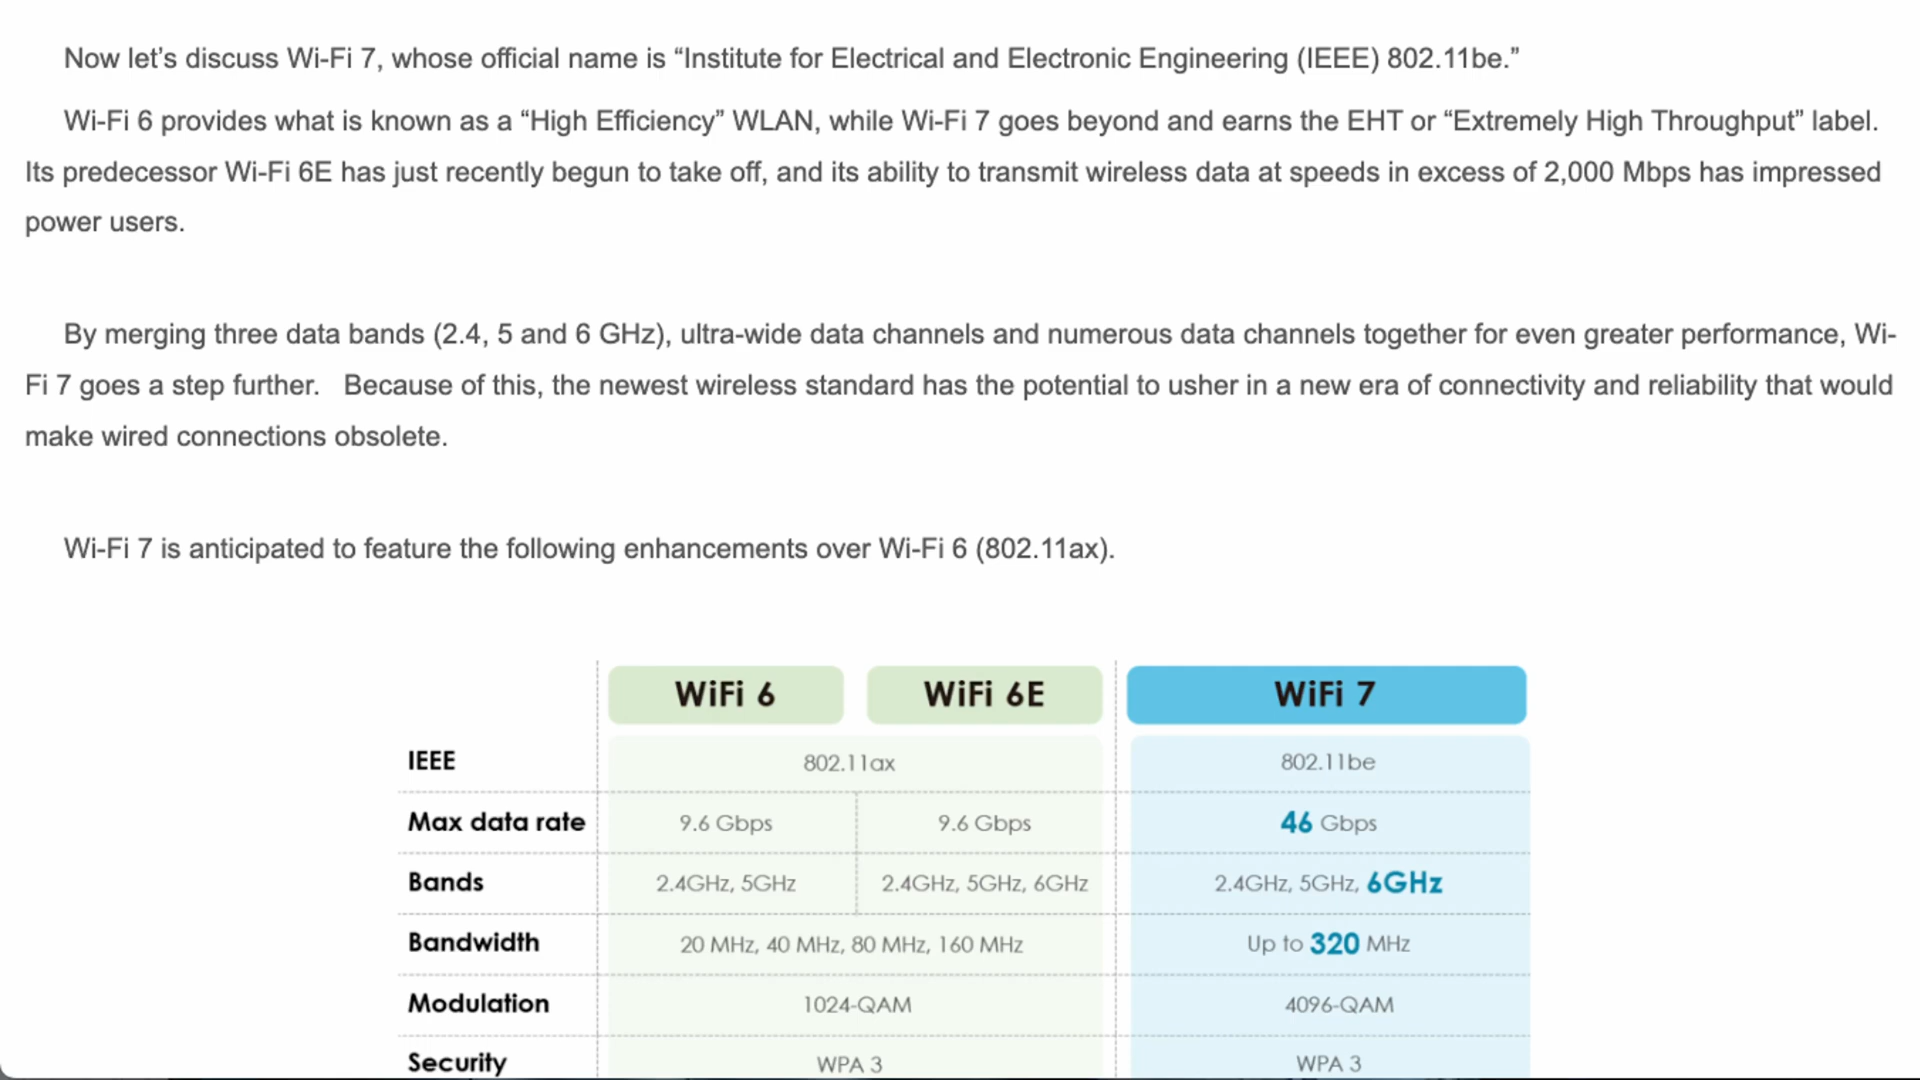 Now let’s discuss Wi-Fi 7, whose official name is “Institute for Electrical and Electronic Engineering (IEEE) 802.11be.”
Wi-Fi 6 provides what is known as a “High Efficiency” WLAN, while Wi-Fi 7 goes beyond and earns the EHT or “Extremely High Throughput” label.
Its predecessor Wi-Fi 6E has just recently begun to take off, and its ability to transmit wireless data at speeds in excess of 2,000 Mbps has impressed
power users.
By merging three data bands (2.4, 5 and 6 GHz), ultra-wide data channels and numerous data channels together for even greater performance, Wi-
Fi 7 goes a step further. Because of this, the newest wireless standard has the potential to usher in a new era of connectivity and reliability that would
make wired connections obsolete.
Wi-Fi 7 is anticipated to feature the following enhancements over Wi-Fi 6 (802.11ax).
WiFi 6 WiFi 6E WiFi 7
IEEE 802.11ax 802.11be
Max data rate 9.6 Gbps 9.6 Gbps 46 Gbps
Bands 2.4GHz, 5GHz 2.4GHz, 5GHz, 6GHz 2.4GHz, 5GHz, 6GHz
Bandwidth 20 MHz, 40 MHz, 80 MHz, 160 MHz Up to 320 MHz
Modulation 1024-QAM 4096-QAM
Security WPA 3 WPA 3